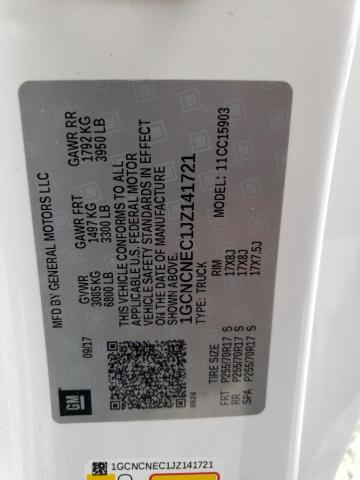 MFD BY GENERAL MOTORS LLC
09/17
GVWR
3085 KG
6800 LB
GAWR FRT
1497 KG
3300 LB
GAWR RR
1792 KG
3950 LB
THIS VEHICLE CONFORMS TO ALL
APPLICABLE U.S. FEDERAL MOTOR
VEHICLE SAFETY STANDARDS IN EFFECT
ON THE DATE OF MANUFACTURE
SHOWN ABOVE.
1GCNCNEC1JZ141721
TYPE: TRUCK
MODEL: 11CC15903
GM
0524
TIRE SIZE
RIM
FRT P255/70R17 S 17X8J
RR P255/70R17 S 17X8J
SPA P255/70R17 S 17X7.5J
1GCNCNEC1JZ141721